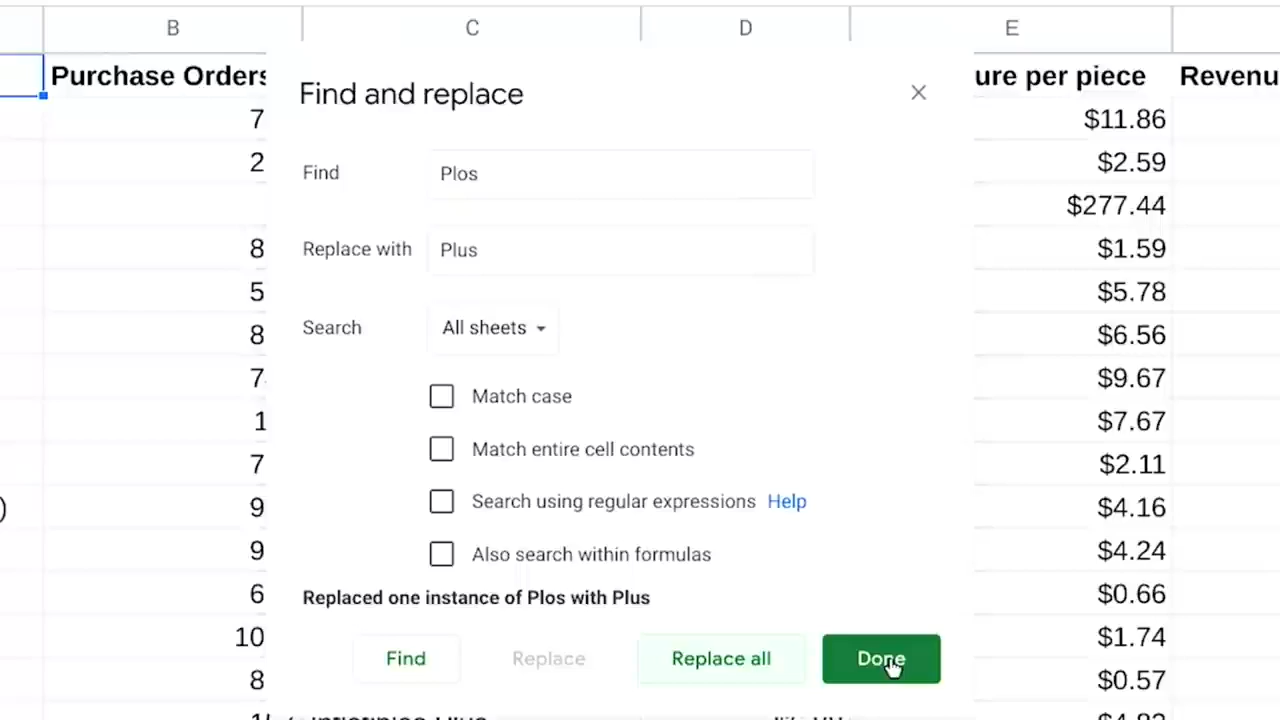 B C D E
Purchase Orders ure per piece Revenu
Find and replace
7 $11.86
2 $2.59
Find Plos
$277.44
Replace with Plus
8 $1.59
5 $5.78
Search All sheets
8 $6.56
7 $9.67
Match case
1 $7.67
Match entire cell contents
7 $2.11
Search using regular expressions Help
) 9 $4.16
Also search within formulas
9 $4.24
Replaced one instance of Plos with Plus
6 $0.66
10 $1.74
Find Replace Replace all Done
8 $0.57